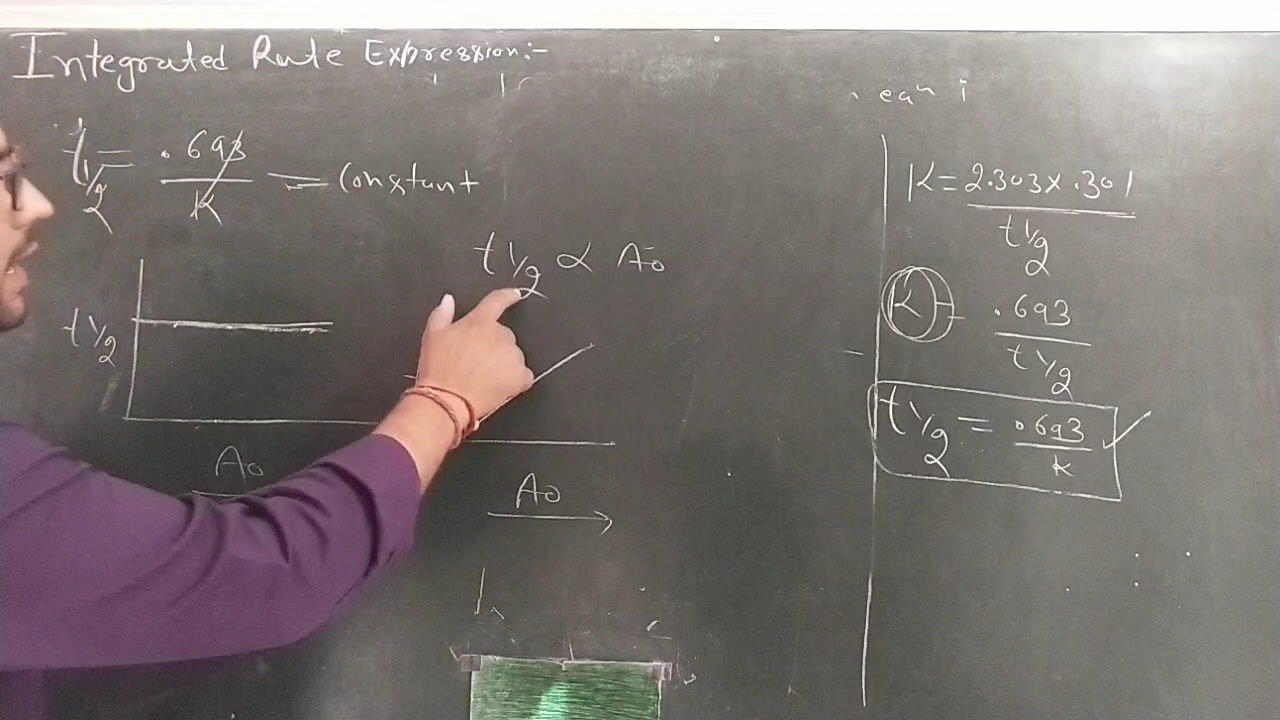 Integrated Rate Expression:-
t1/2 = .693/K = Constant
t1/2 ∝ A0
t1/2
A0
A0
K = 2.303 x .301 / t1/2
K = .693 / t1/2
t1/2 = .693/K ✓